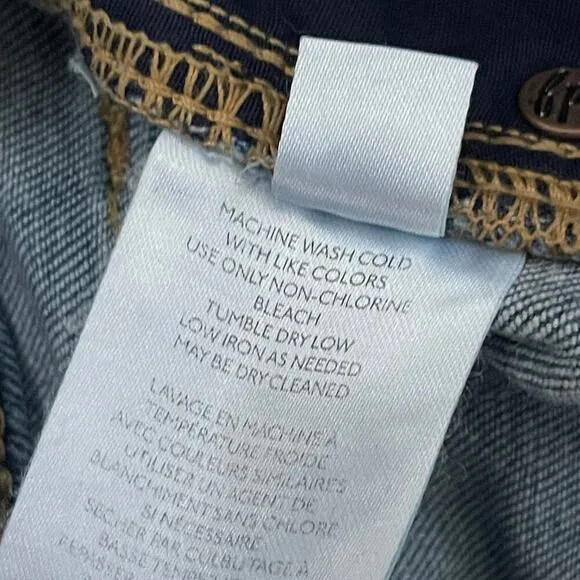 MACHINE WASH COLD
WITH LIKE COLORS
USE ONLY NON-CHLORINE
BLEACH
TUMBLE DRY LOW
LOW IRON AS NEEDED
MAY BE DRY CLEANED
LAVAGE EN MACHINE À
TEMPÉRATURE FROIDE
AVEC COULEURS SIMILAIRES
UTILISER UN AGENT DE
BLANCHIMENT SANS CHLORE
SI NÉCESSAIRE
SÉCHER PAR CULBUTAGE À
BASSE